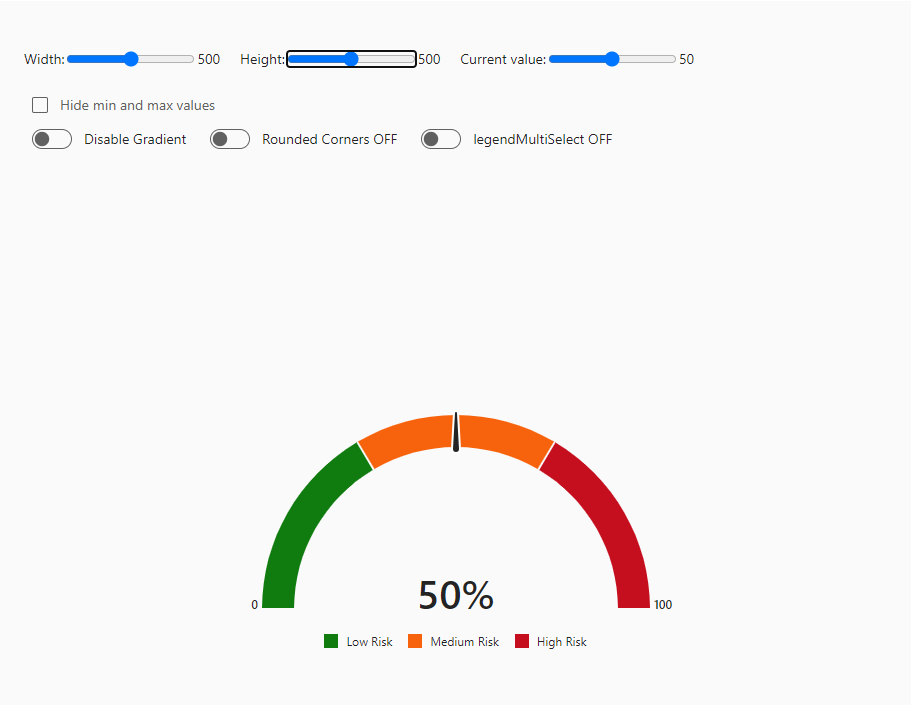 Width: 500 Height: 500 Current value: 50
Hide min and max values
Disable Gradient Rounded Corners OFF legendMultiSelect OFF
50%
0 100
Low Risk Medium Risk High Risk